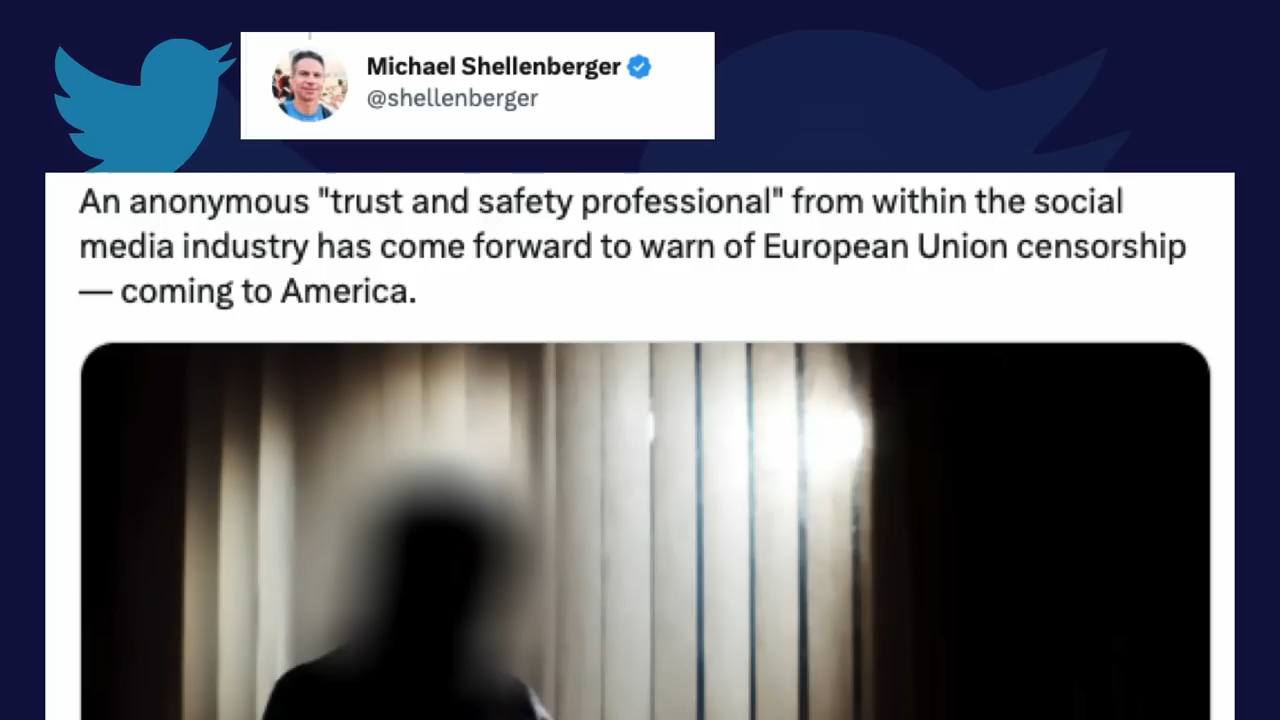 Michael Shellenberger
@shellenberger
An anonymous "trust and safety professional" from within the social
media industry has come forward to warn of European Union censorship
— coming to America.